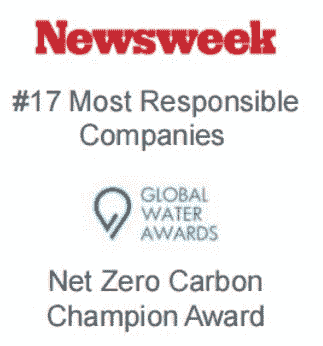 Newsweek
#17 Most Responsible
Companies
GLOBAL
WATER
AWARDS
Net Zero Carbon
Champion Award